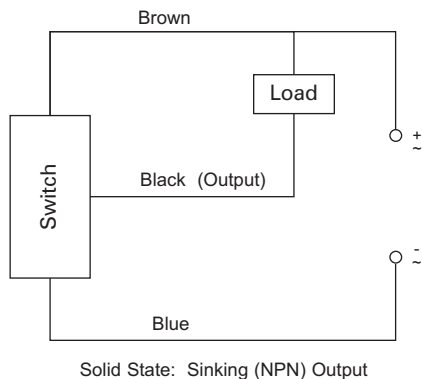 Brown
Load
+
~
Black (Output)
Switch
-
~
Blue
Solid State: Sinking (NPN) Output